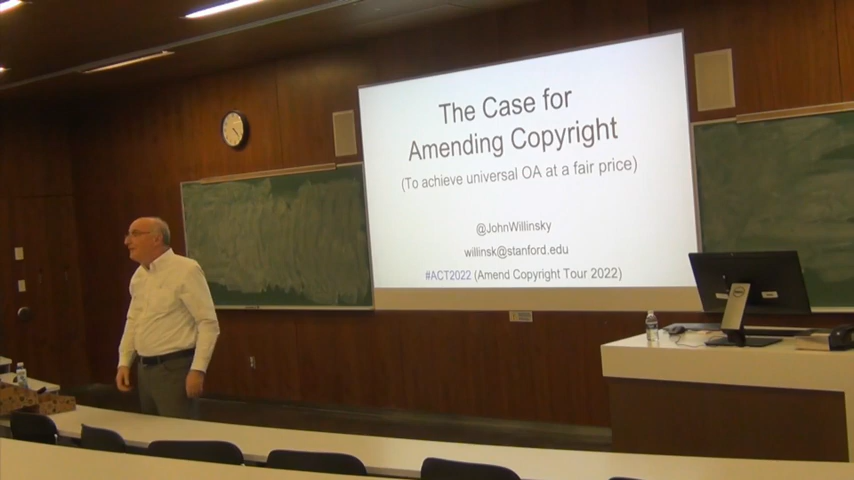 The Case for
Amending Copyright
(To achieve universal OA at a fair price)
@JohnWillinsky
willinsk@stanford.edu
#ACT2022 (Amend Copyright Tour 2022)
DELL